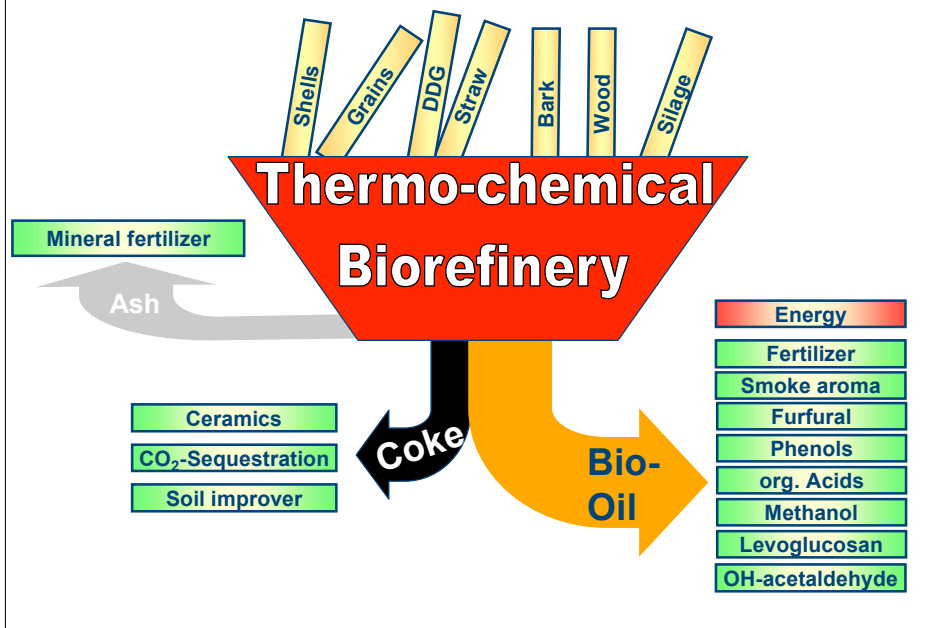 Shells
Grains
DDG
Straw
Bark
Wood
Silage
Thermo-chemical
Biorefinery
Mineral fertilizer
Ash
Energy
Fertilizer
Smoke aroma
Furfural
Phenols
org. Acids
Methanol
Levoglucosan
OH-acetaldehyde
Ceramics
CO₂-Sequestration
Soil improver
Coke
Bio-
Oil